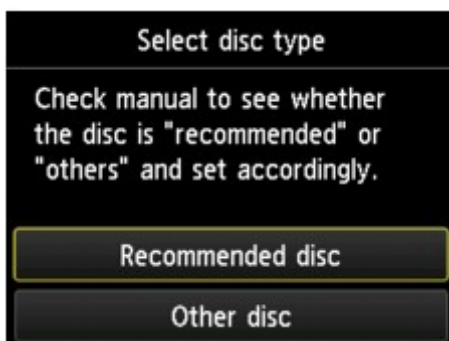 Select disc type
Check manual to see whether
the disc is "recommended" or
"others" and set accordingly.
Recommended disc
Other disc